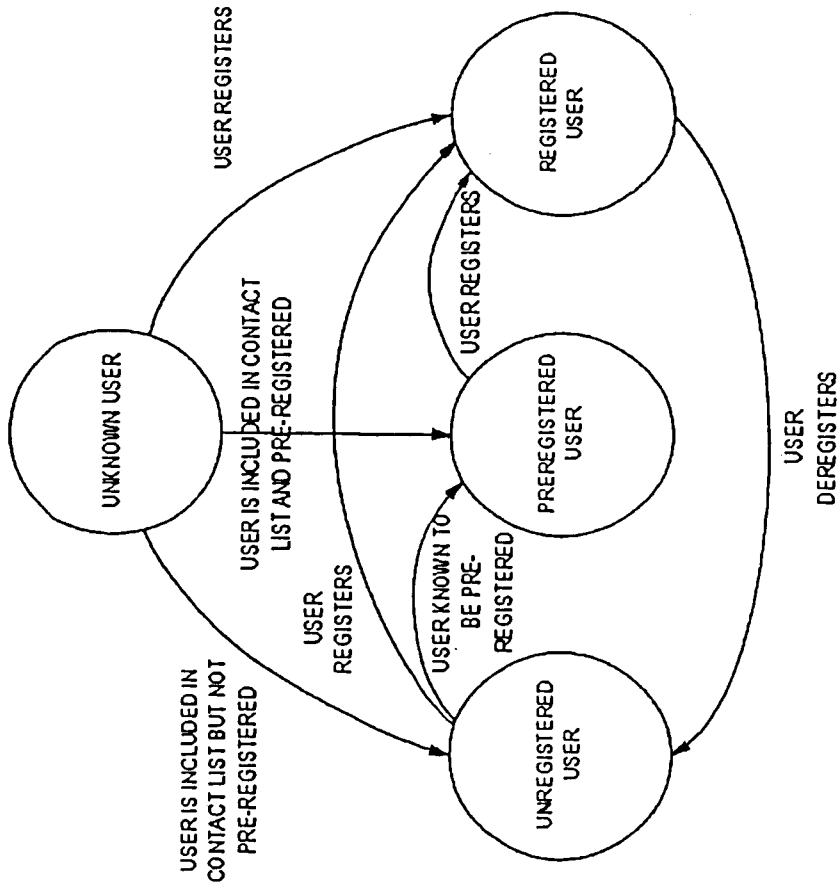 UNKNOWN USER
USER REGISTERS
USER IS INCLUDED IN
CONTACT LIST BUT NOT
PRE-REGISTERED
USER IS INCLUDED IN CONTACT
LIST AND PRE-REGISTERED
USER
REGISTERS
USER KNOWN TO
BE PRE-
REGISTERED
USER REGISTERS
UNREGISTERED
USER
PREREGISTERED
USER
REGISTERED
USER
USER
DEREGISTERS